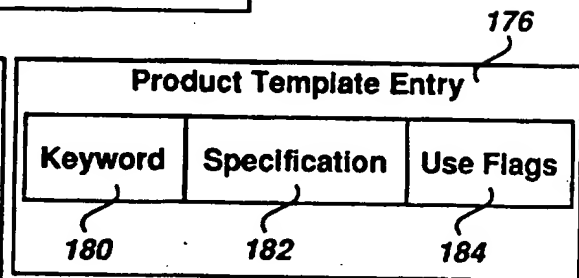 176
Product Template Entry
Keyword Specification Use Flags
180 182 184